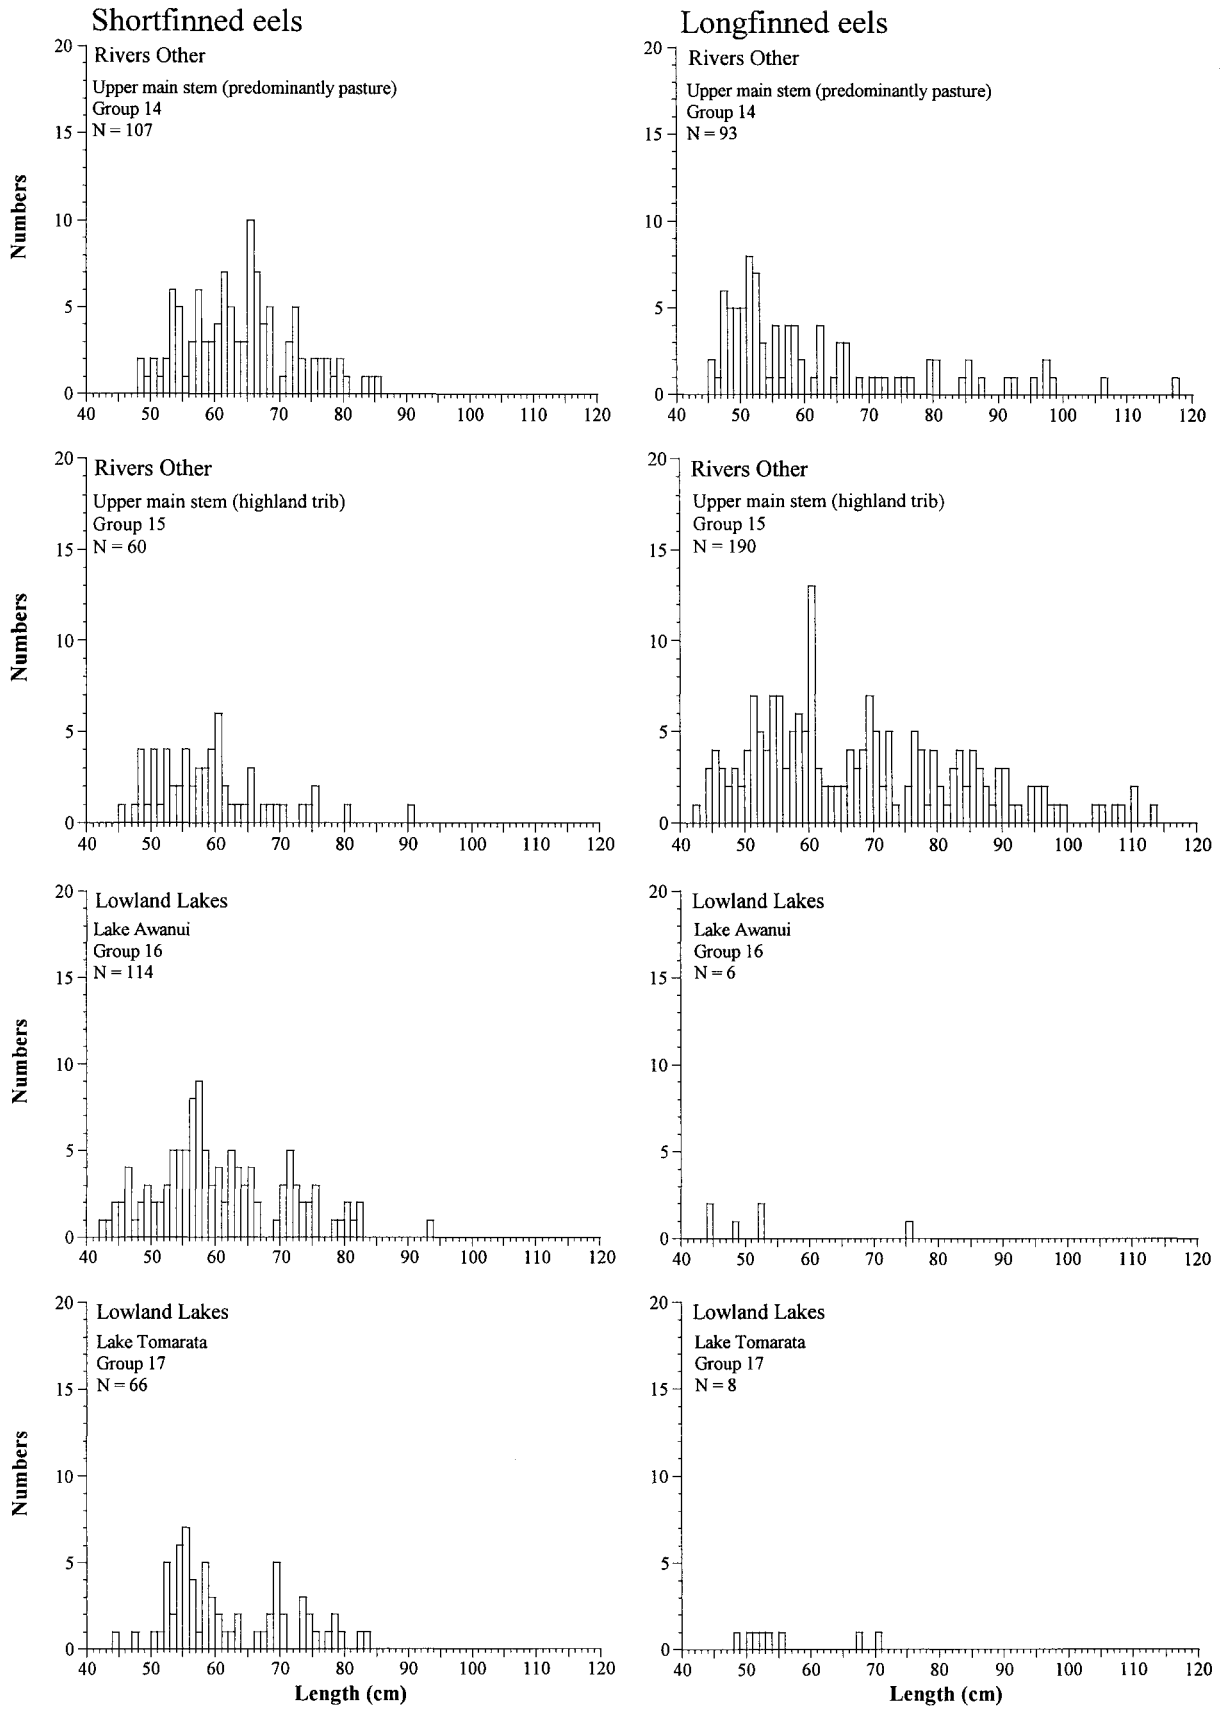 Shortfinned eels
Longfinned eels
20
Rivers Other
Upper main stem (predominantly pasture)
Group 14
15
N = 107
Numbers
10
5
0
40 50 60 70 80 90 100 110 120
20
Rivers Other
Upper main stem (predominantly pasture)
Group 14
15
N = 93
10
5
0
40 50 60 70 80 90 100 110 120
20
Rivers Other
Upper main stem (highland trib)
Group 15
15
N = 60
Numbers
10
5
0
40 50 60 70 80 90 100 110 120
20
Rivers Other
Upper main stem (highland trib)
Group 15
15
N = 190
10
5
0
40 50 60 70 80 90 100 110 120
20
Lowland Lakes
Lake Awanui
Group 16
15
N = 114
Numbers
10
5
0
40 50 60 70 80 90 100 110 120
20
Lowland Lakes
Lake Awanui
Group 16
15
N = 6
10
5
0
40 50 60 70 80 90 100 110 120
20
Lowland Lakes
Lake Tomarata
Group 17
15
N = 66
Numbers
10
5
0
40 50 60 70 80 90 100 110 120
Length (cm)
20
Lowland Lakes
Lake Tomarata
Group 17
15
N = 8
10
5
0
40 50 60 70 80 90 100 110 120
Length (cm)